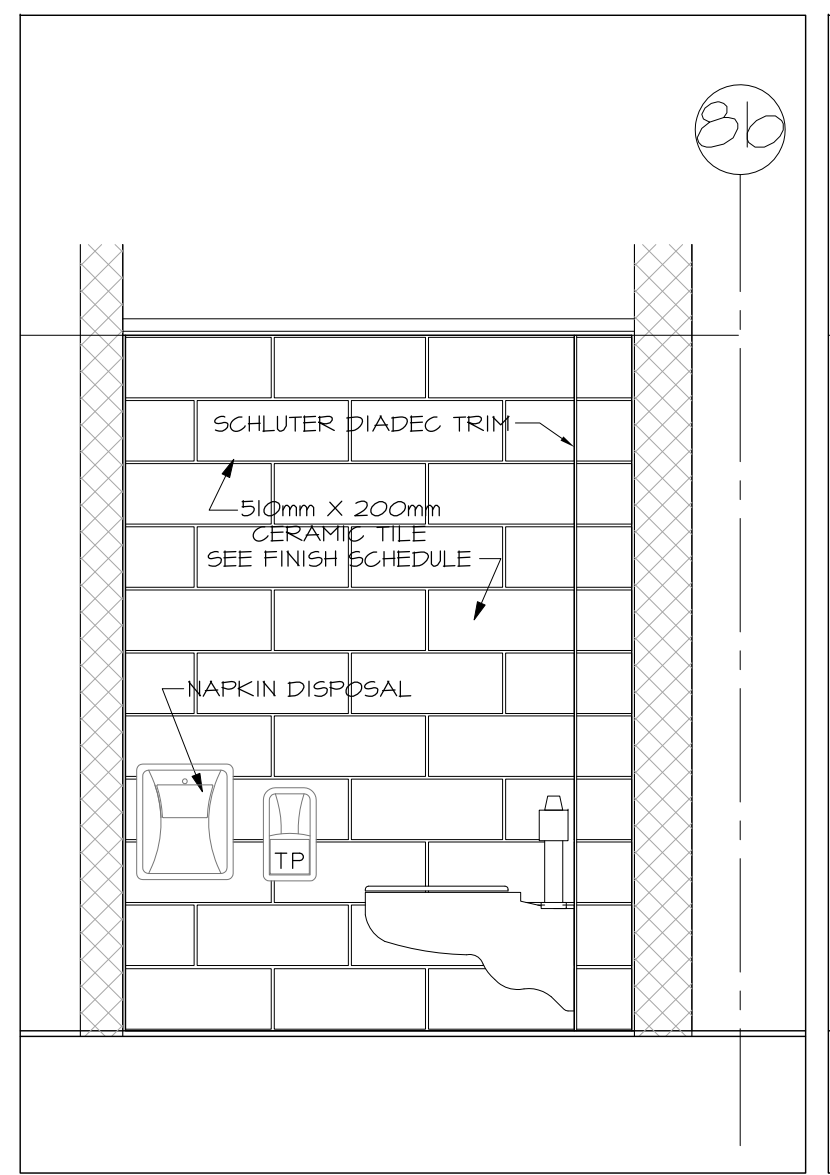 8b
SCHLUTER DIADEC TRIM
510mm X 200mm
CERAMIC TILE
SEE FINISH SCHEDULE
NAPKIN DISPOSAL
TP